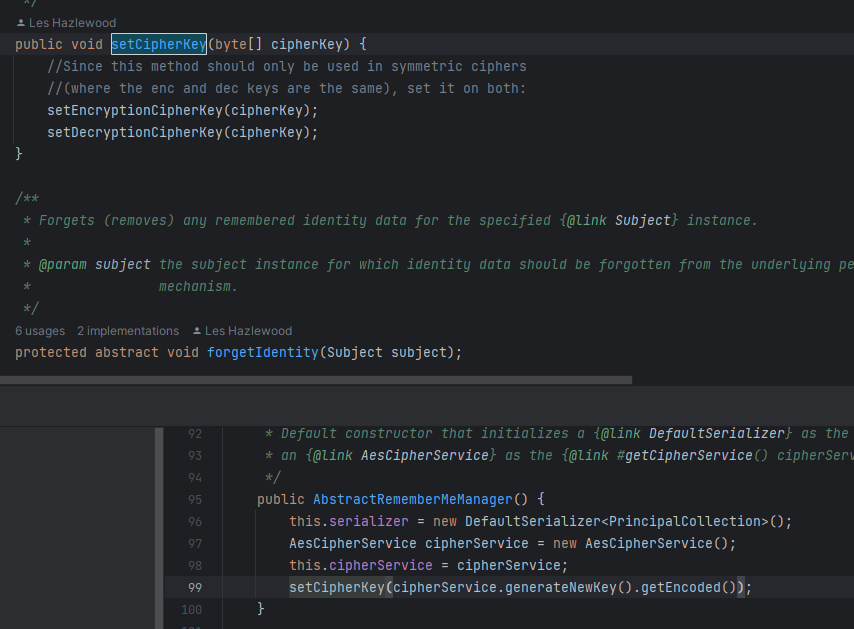 */
Les Hazlewood
public void setCipherKey(byte[] cipherKey) {
//Since this method should only be used in symmetric ciphers
//(where the enc and dec keys are the same), set it on both:
setEncryptionCipherKey(cipherKey);
setDecryptionCipherKey(cipherKey);
}
/**
* Forgets (removes) any remembered identity data for the specified {@link Subject} instance.
*
* @param subject the subject instance for which identity data should be forgotten from the underlying pe
* mechanism.
*/
6 usages 2 implementations Les Hazlewood
protected abstract void forgetIdentity(Subject subject);
92 * Default constructor that initializes a {@link DefaultSerializer} as the
93 * an {@link AesCipherService} as the {@link #getCipherService() cipherServ
94 */
95 public AbstractRememberMeManager() {
96 this.serializer = new DefaultSerializer<PrincipalCollection>();
97 AesCipherService cipherService = new AesCipherService();
98 this.cipherService = cipherService;
99 setCipherKey(cipherService.generateNewKey().getEncoded());
100 }